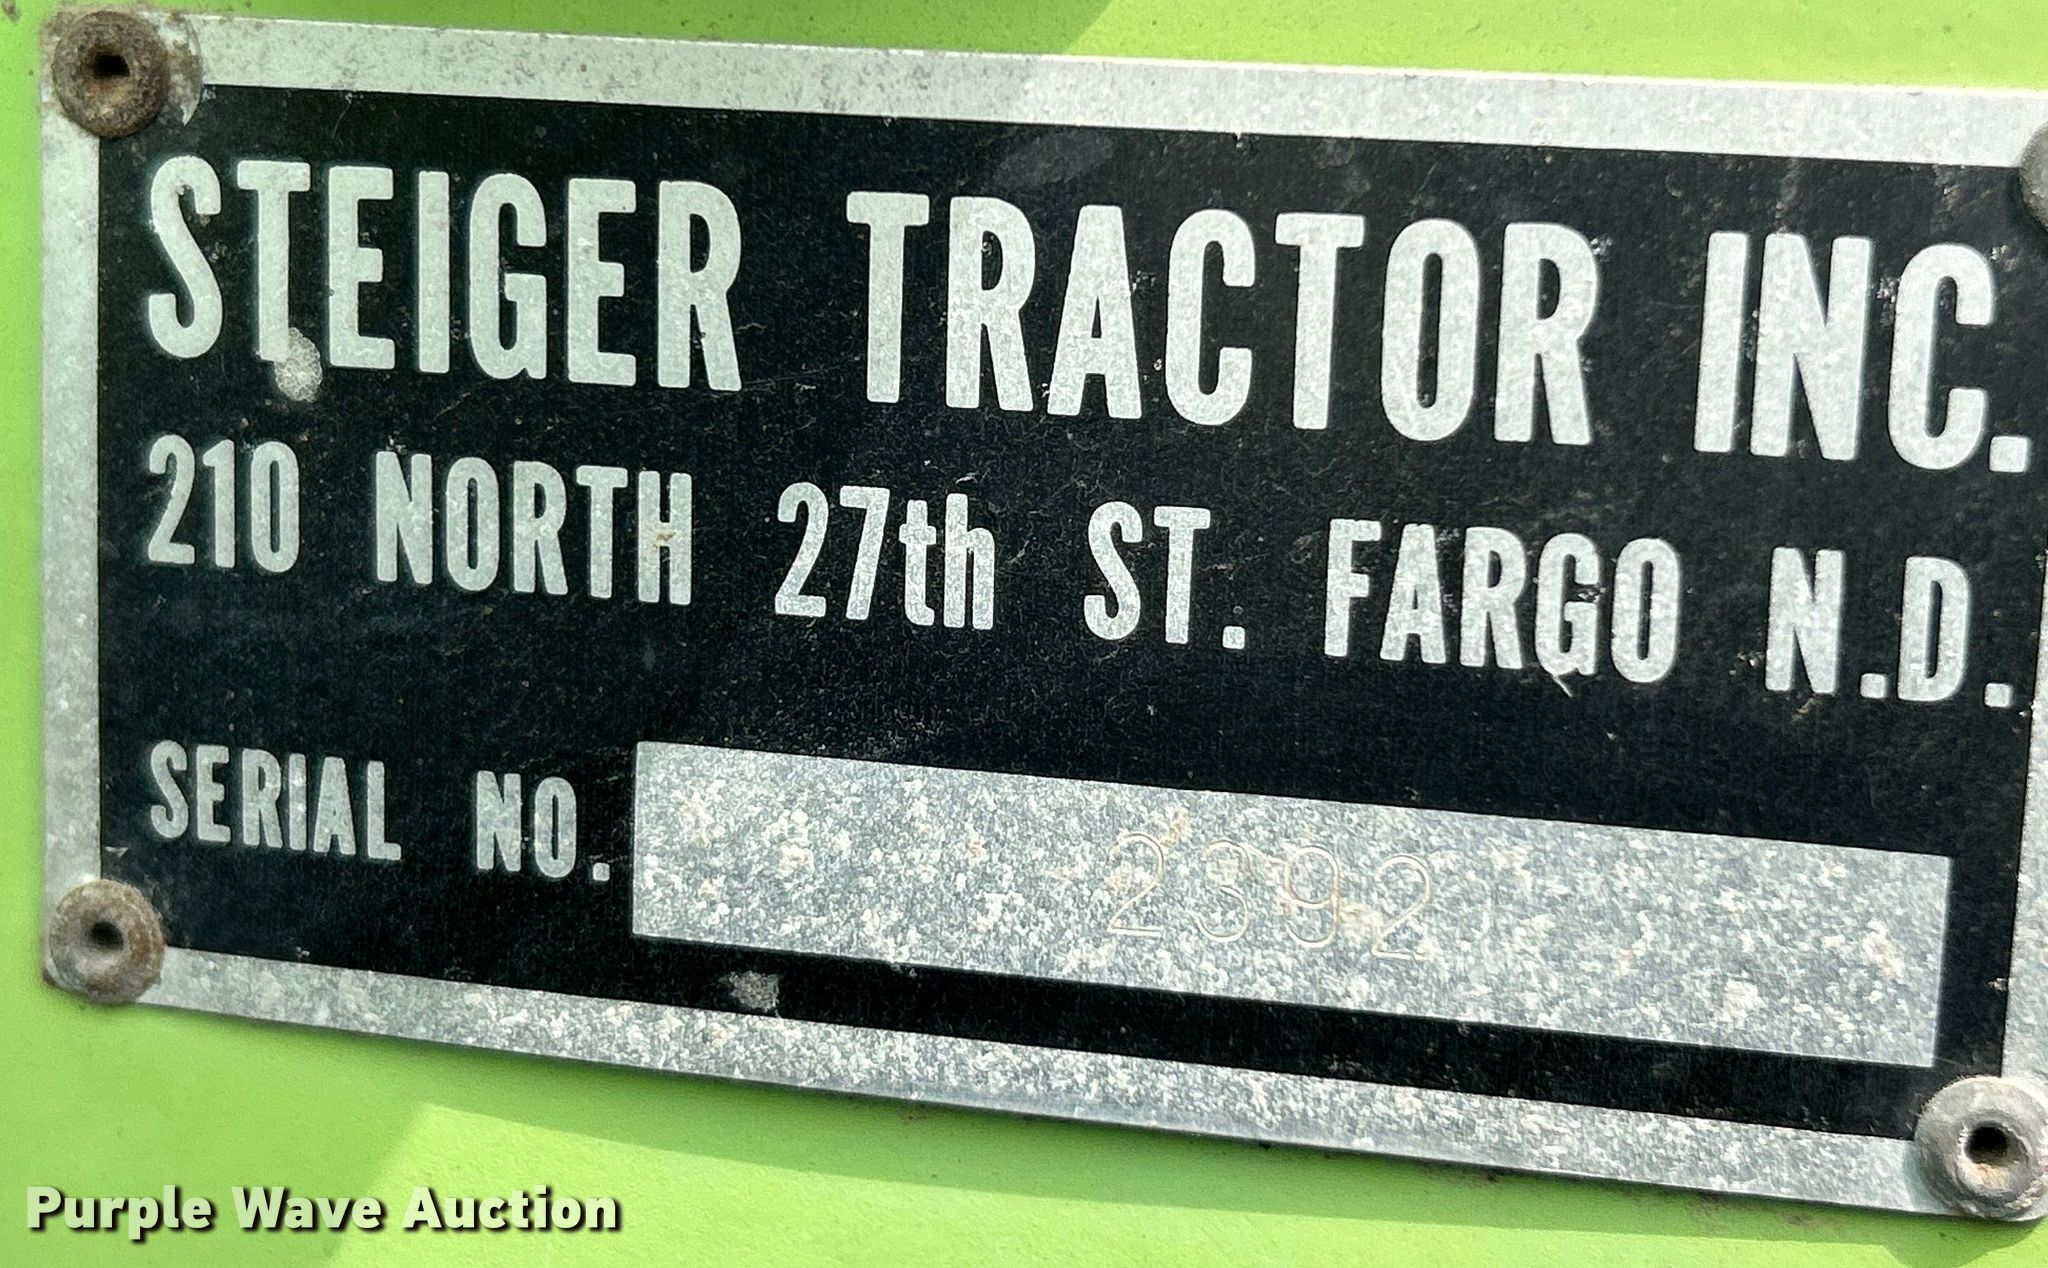 STEIGER TRACTOR INC.
210 NORTH 27th ST. FARGO N.D.
SERIAL NO. 2392
Purple Wave Auction